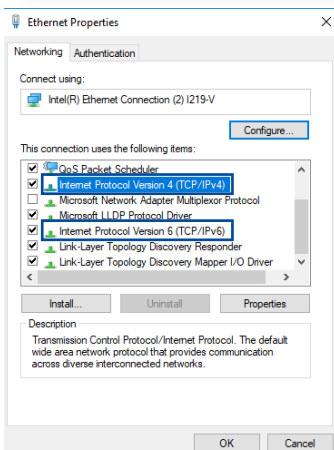 Ethernet Properties
Networking
Authentication
Connect using:
Intel(R) Ethernet Connection (2) I219-V
Configure...
This connection uses the following items:
QoS Packet Scheduler
Internet Protocol Version 4 (TCP/IPv4)
Microsoft Network Adapter Multiplexor Protocol
Microsoft LLDP Protocol Driver
Internet Protocol Version 6 (TCP/IPv6)
Link-Layer Topology Discovery Responder
Link-Layer Topology Discovery Mapper I/O Driver
Install...
Uninstall
Properties
Description
Transmission Control Protocol/Internet Protocol. The default
wide area network protocol that provides communication
across diverse interconnected networks.
OK
Cancel